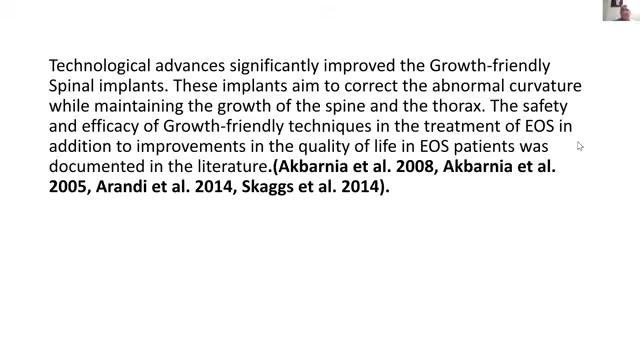 Technological advances significantly improved the Growth-friendly
Spinal implants. These implants aim to correct the abnormal curvature
while maintaining the growth of the spine and the thorax. The safety
and efficacy of Growth-friendly techniques in the treatment of EOS in
addition to improvements in the quality of life in EOS patients was
documented in the literature.(Akbarnia et al. 2008, Akbarnia et al.
2005, Arandi et al. 2014, Skaggs et al. 2014).